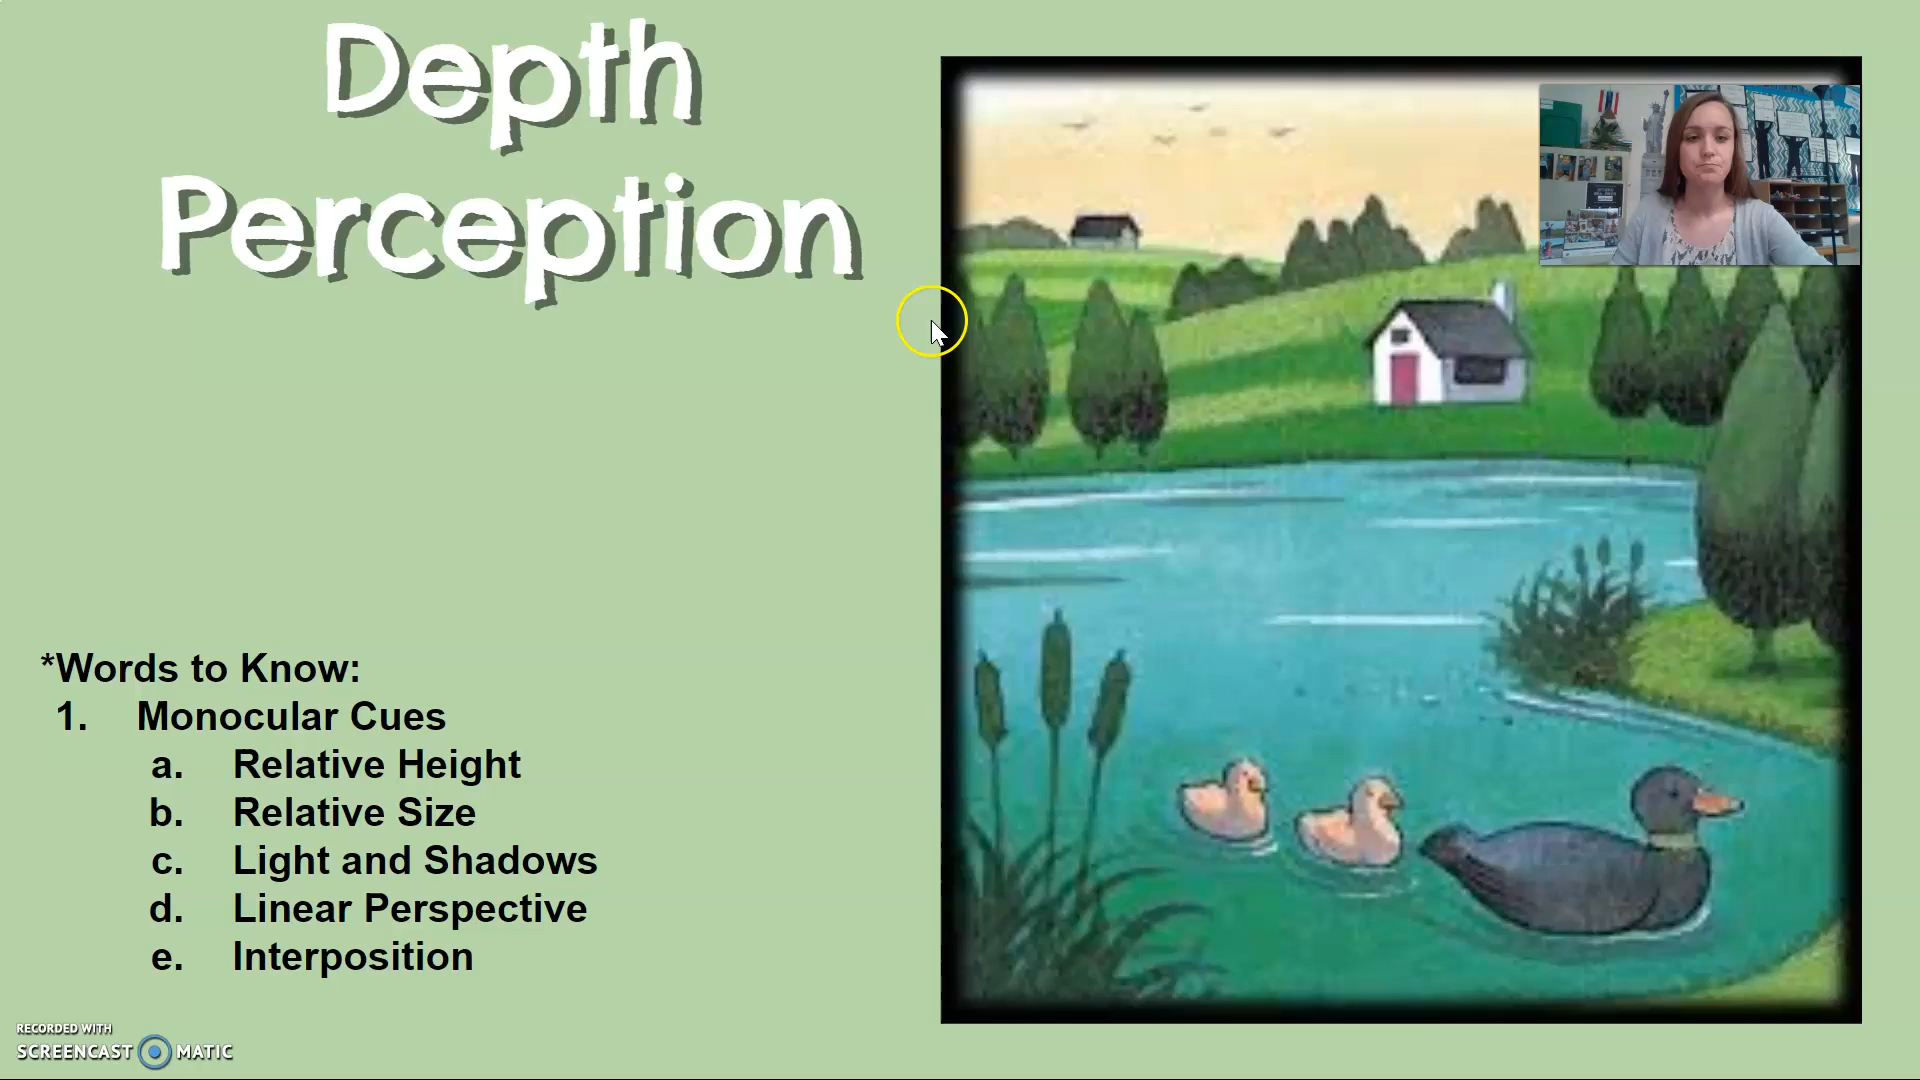 Depth
Perception
*Words to Know:
1. Monocular Cues
a. Relative Height
b. Relative Size
c. Light and Shadows
d. Linear Perspective
e. Interposition
RECORDED WITH
SCREENCAST MATIC